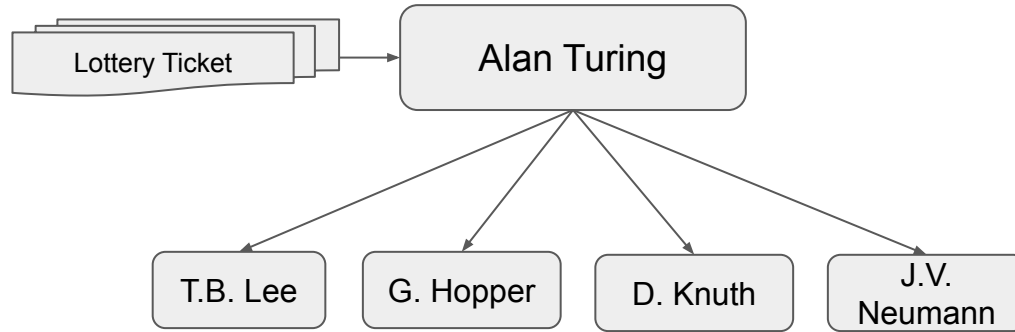 Lottery Ticket
Alan Turing
T.B. Lee
G. Hopper
D. Knuth
J.V.
Neumann